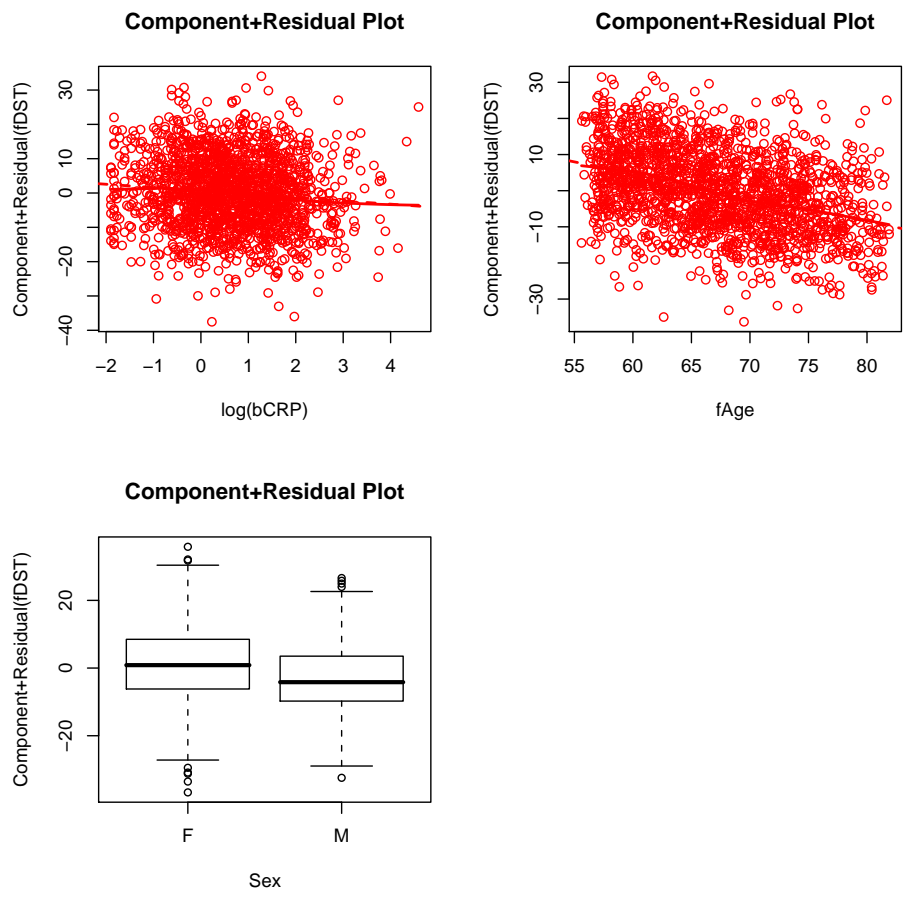 Component+Residual Plot
Component+Residual(fDST)
30
10
0
−20
−40
−2 −1 0 1 2 3 4
log(bCRP)
Component+Residual Plot
Component+Residual(fDST)
30
10
−10
−30
55 60 65 70 75 80
fAge
Component+Residual Plot
Component+Residual(fDST)
20
0
−20
F M
Sex